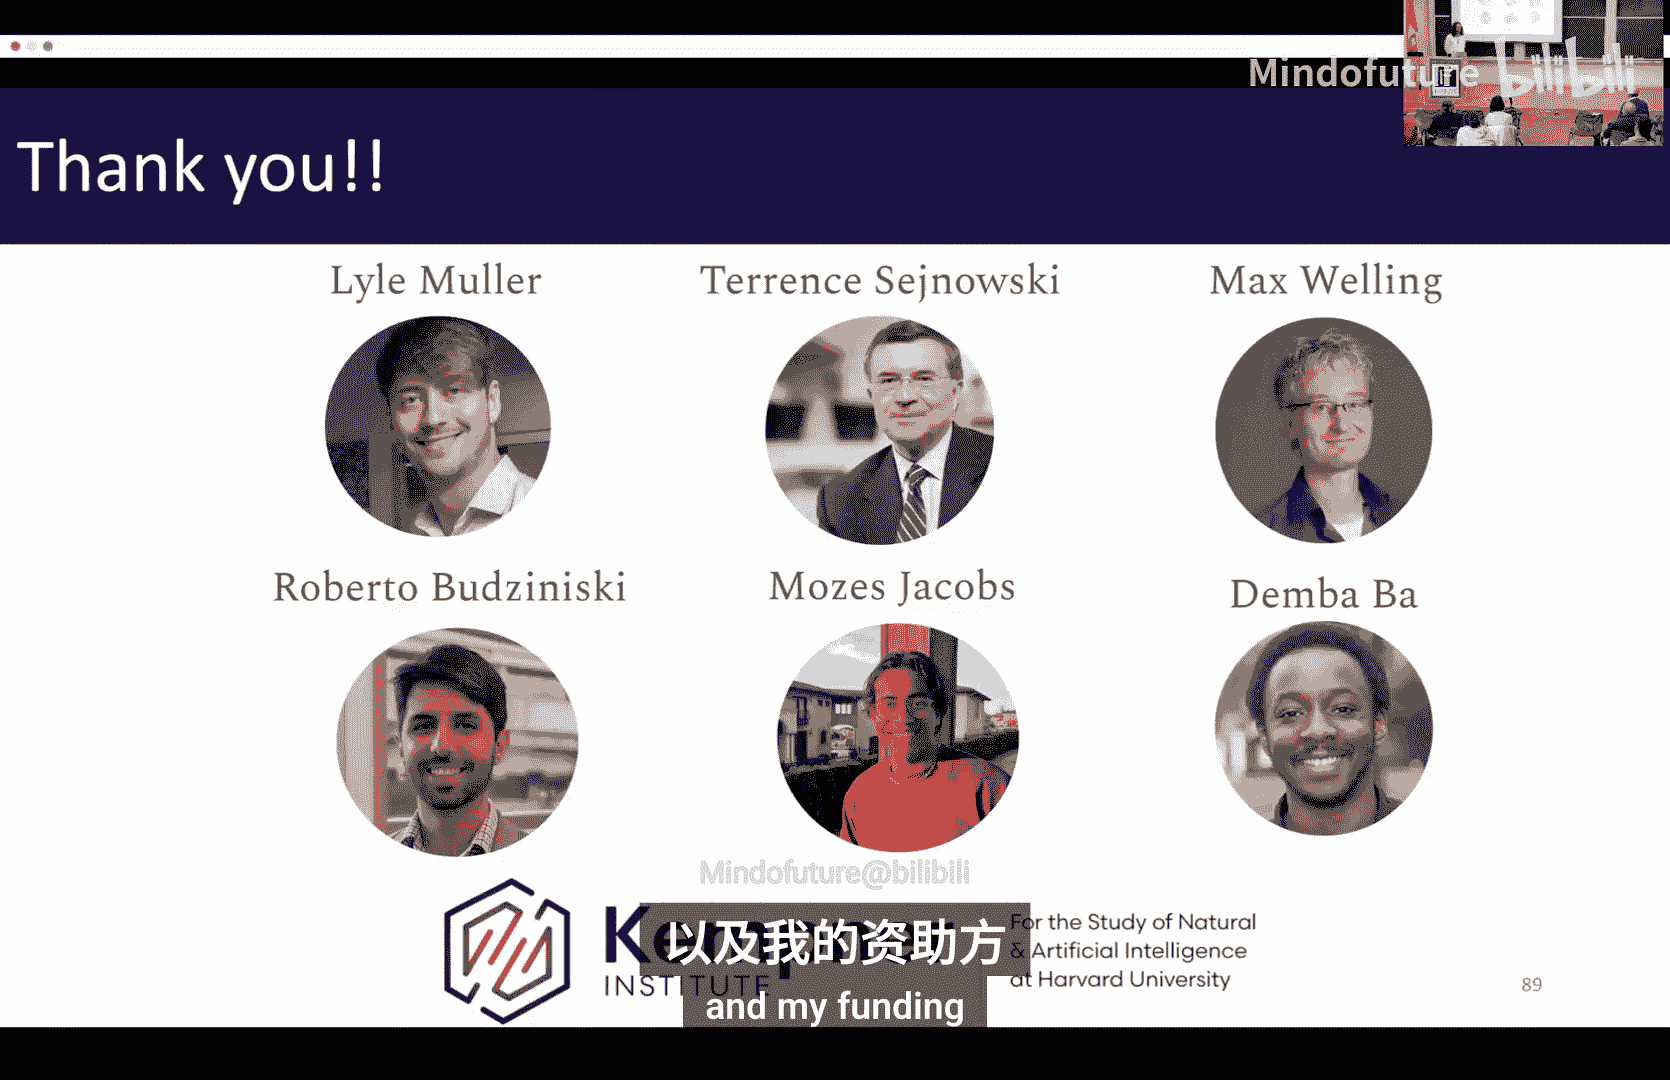 Mindofuture bilibili
Thank you!!
Lyle Muller
Terrence Sejnowski
Max Welling
Roberto Budziniski
Mozes Jacobs
Demba Ba
Mindofuture@bilibili
INSTITUTE
For the Study of Natural
& Artificial Intelligence
at Harvard University
以及我的资助方
and my funding
89